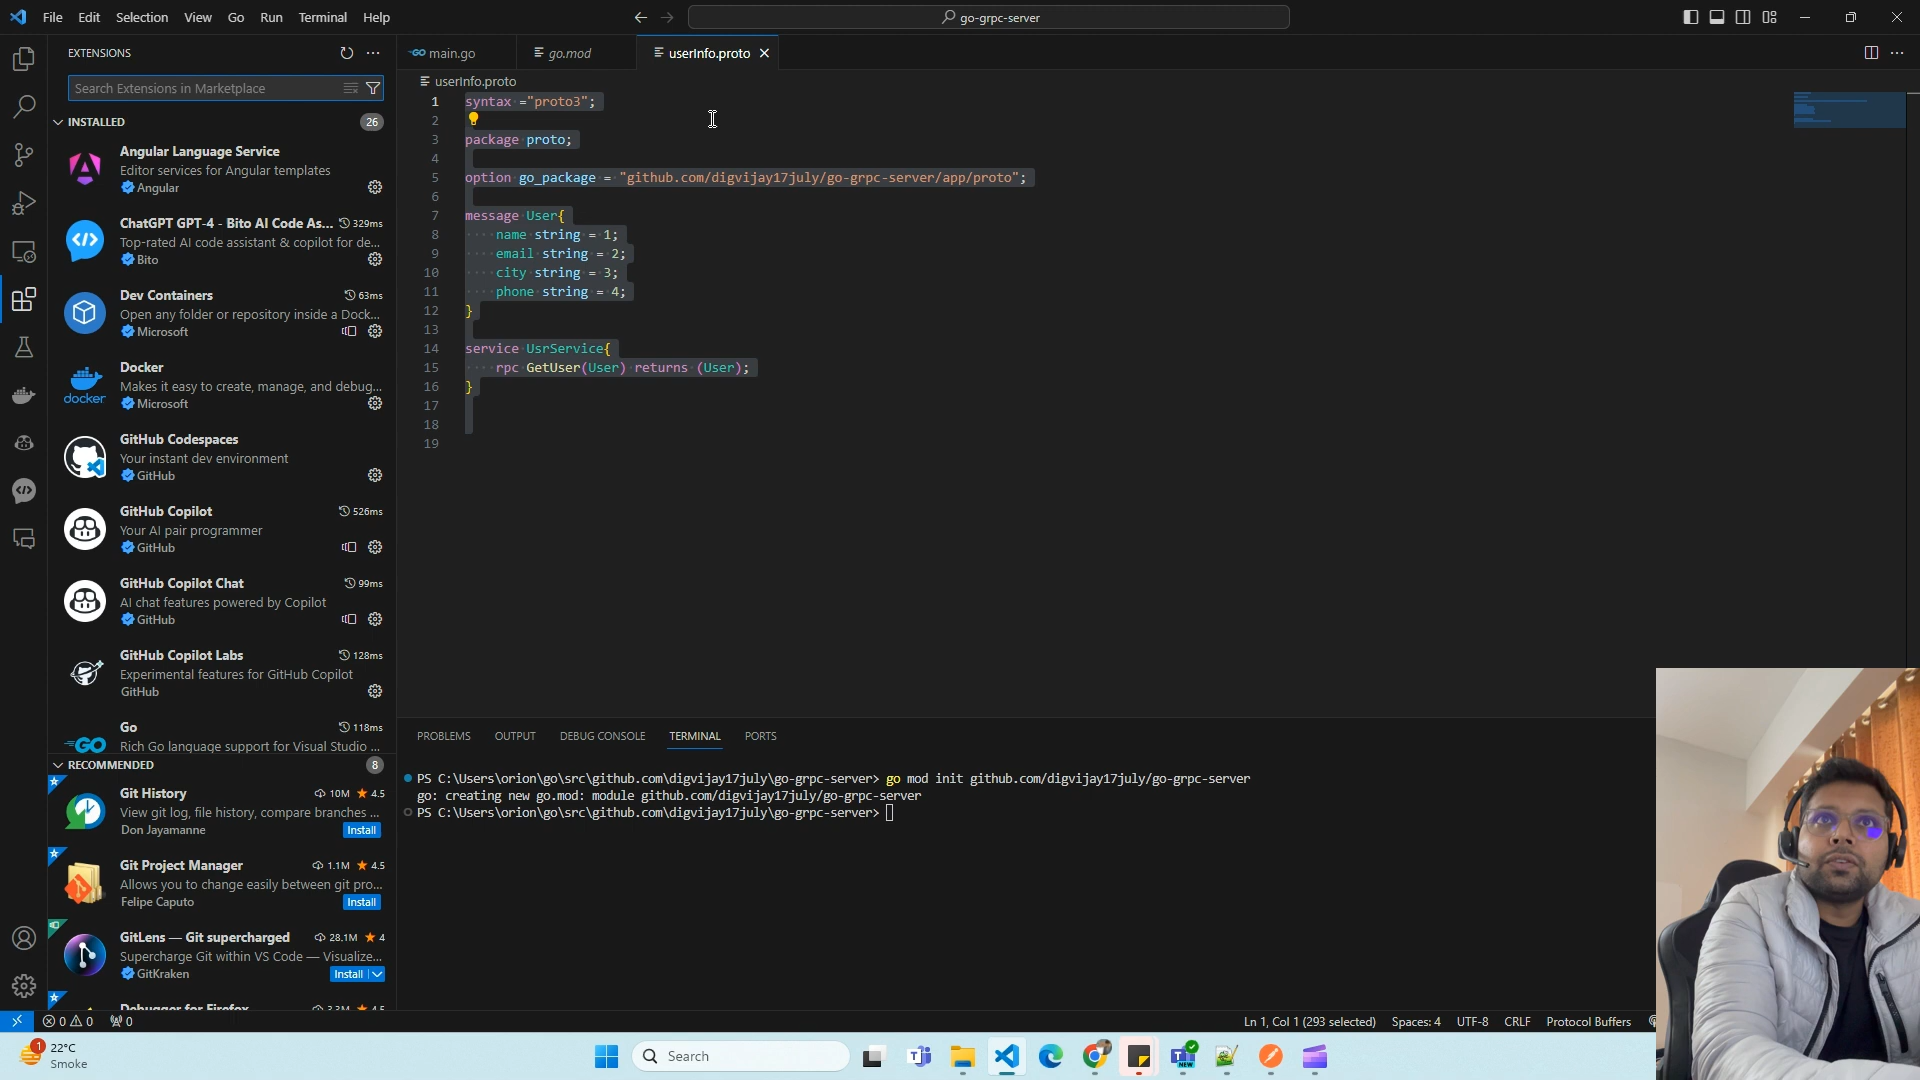 File Edit Selection View Go Run Terminal Help
go-grpc-server
EXTENSIONS
Search Extensions in Marketplace
INSTALLED 26
Angular Language Service
Editor services for Angular templates
Angular
ChatGPT GPT-4 - Bito AI Code As... 329ms
Top-rated AI code assistant & copilot for de...
Bito
Dev Containers 63ms
Open any folder or repository inside a Dock...
Microsoft
Docker
Makes it easy to create, manage, and debug...
Microsoft
docker
GitHub Codespaces
Your instant dev environment
GitHub
GitHub Copilot 526ms
Your AI pair programmer
GitHub
GitHub Copilot Chat 99ms
AI chat features powered by Copilot
GitHub
GitHub Copilot Labs 128ms
Experimental features for GitHub Copilot
GitHub
Go 118ms
GO Rich Go language support for Visual Studio ...
RECOMMENDED 8
Git History 10M 4.5
View git log, file history, compare branches ...
Don Jayamanne Install
Git Project Manager 1.1M 4.5
Allows you to change easily between git pro...
Felipe Caputo Install
GitLens — Git supercharged 28.1M 4
Supercharge Git within VS Code — Visualize...
GitKraken Install
Debugger for Firefox 3.3M 4.5
GO main.go go.mod userInfo.proto
userInfo.proto
1 syntax ="proto3";
2
3 package proto;
4
5 option go_package = "github.com/digvijay17july/go-grpc-server/app/proto";
6
7 message User{
8 name string = 1;
9 email string = 2;
10 city string = 3;
11 phone string = 4;
12 }
13
14 service UsrService{
15 rpc GetUser(User) returns (User);
16 }
17
18
19
PROBLEMS OUTPUT DEBUG CONSOLE TERMINAL PORTS
PS C:\Users\orion\go\src\github.com\digvijay17july\go-grpc-server> go mod init github.com/digvijay17july/go-grpc-server
go: creating new go.mod: module github.com/digvijay17july/go-grpc-server
PS C:\Users\orion\go\src\github.com\digvijay17july\go-grpc-server>
0 0 0
Ln 1, Col 1 (293 selected) Spaces: 4 UTF-8 CRLF Protocol Buffers
1 22°C
Smoke
Search
NEW